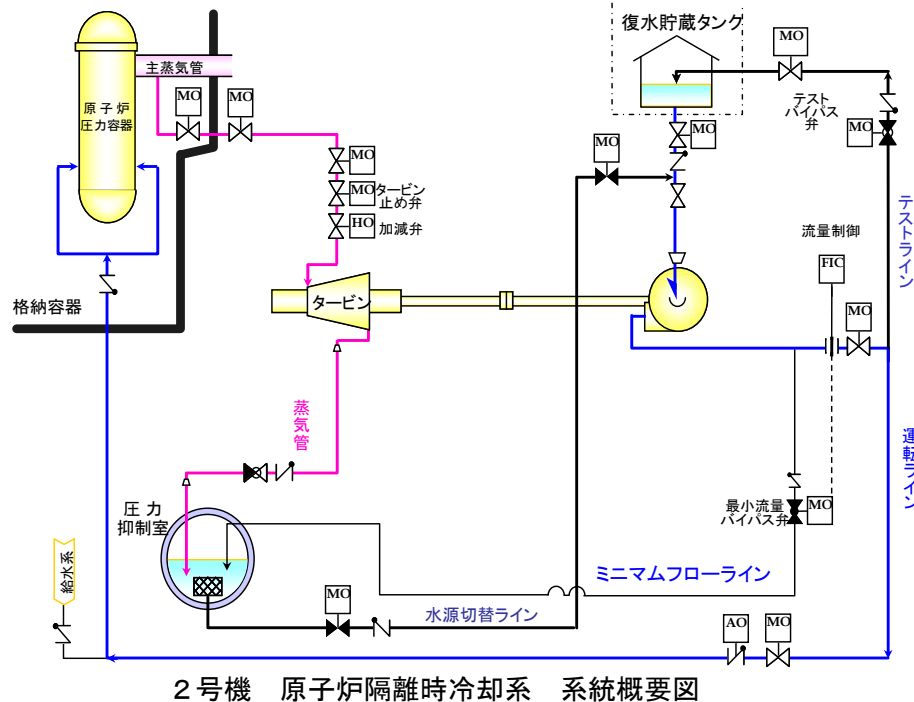 復水貯蔵タンク
MO
主蒸気管
原子炉
圧力容器
MO
MO
テスト
バイパス
弁
MO
MO
MO
MO
MO
タービン
止め弁
HO
加減弁
テストライン
流量制御
FIC
格納容器
タービン
MO
蒸気管
運転ライン
圧力
抑制室
最小流量
バイパス弁
MO
給水系
ミニマムフローライン
MO
水源切替ライン
AO
MO
2号機 原子炉隔離時冷却系 系統概要図